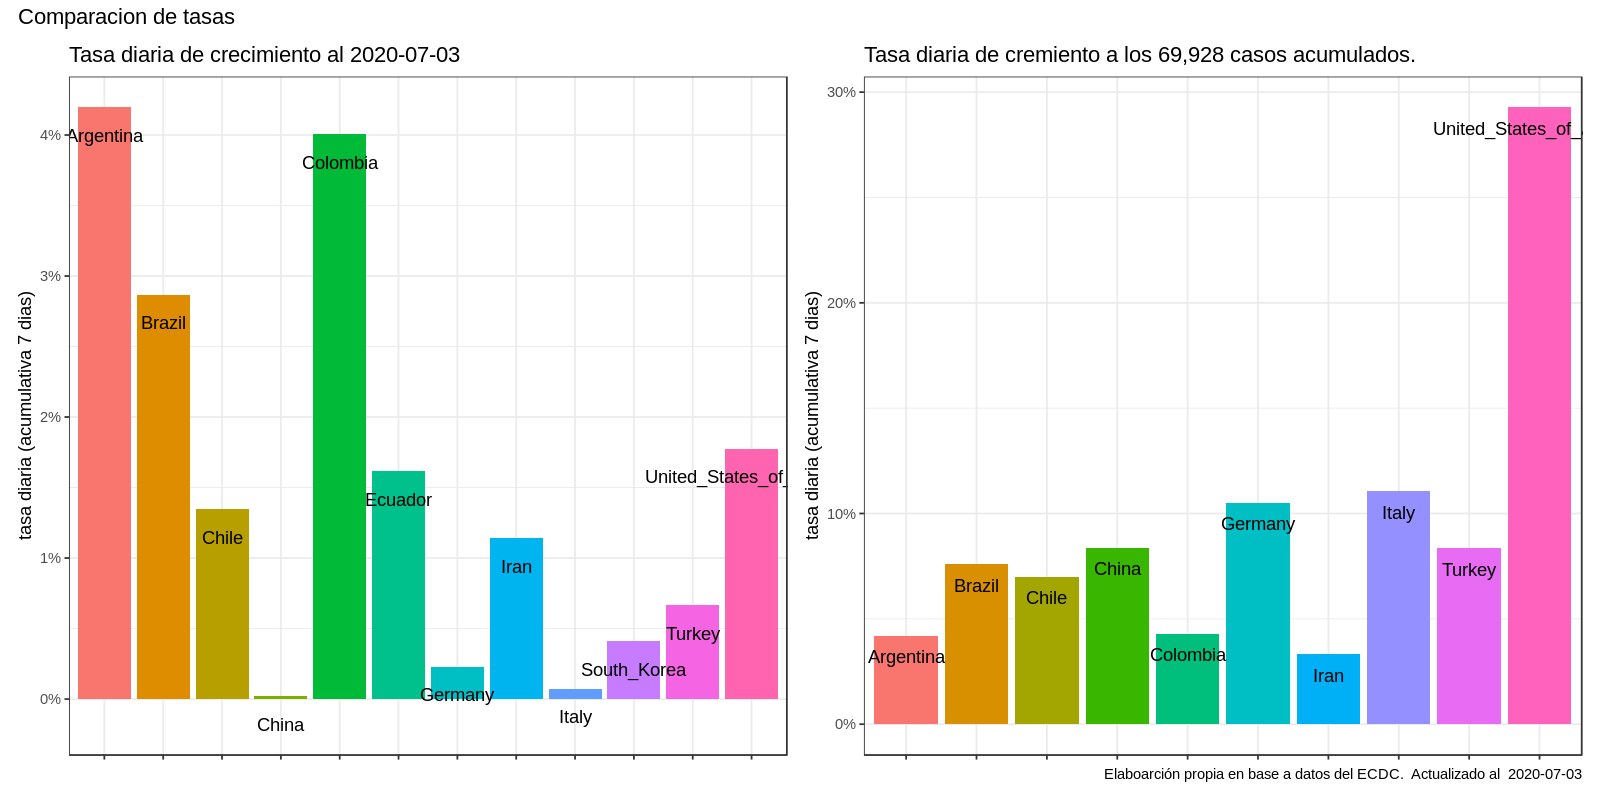 Comparacion de tasas
Tasa diaria de crecimiento al 2020-07-03
tasa diaria (acumulativa 7 dias)
4%
3%
2%
1%
0%
Argentina
Brazil
Chile
China
Colombia
Ecuador
Germany
Iran
Italy
South_Korea
Turkey
United_States_of_
Tasa diaria de cremiento a los 69,928 casos acumulados.
tasa diaria (acumulativa 7 dias)
30%
20%
10%
0%
Argentina
Brazil
Chile
China
Colombia
Germany
Iran
Italy
Turkey
United_States_of_
Elaboarción propia en base a datos del ECDC. Actualizado al 2020-07-03